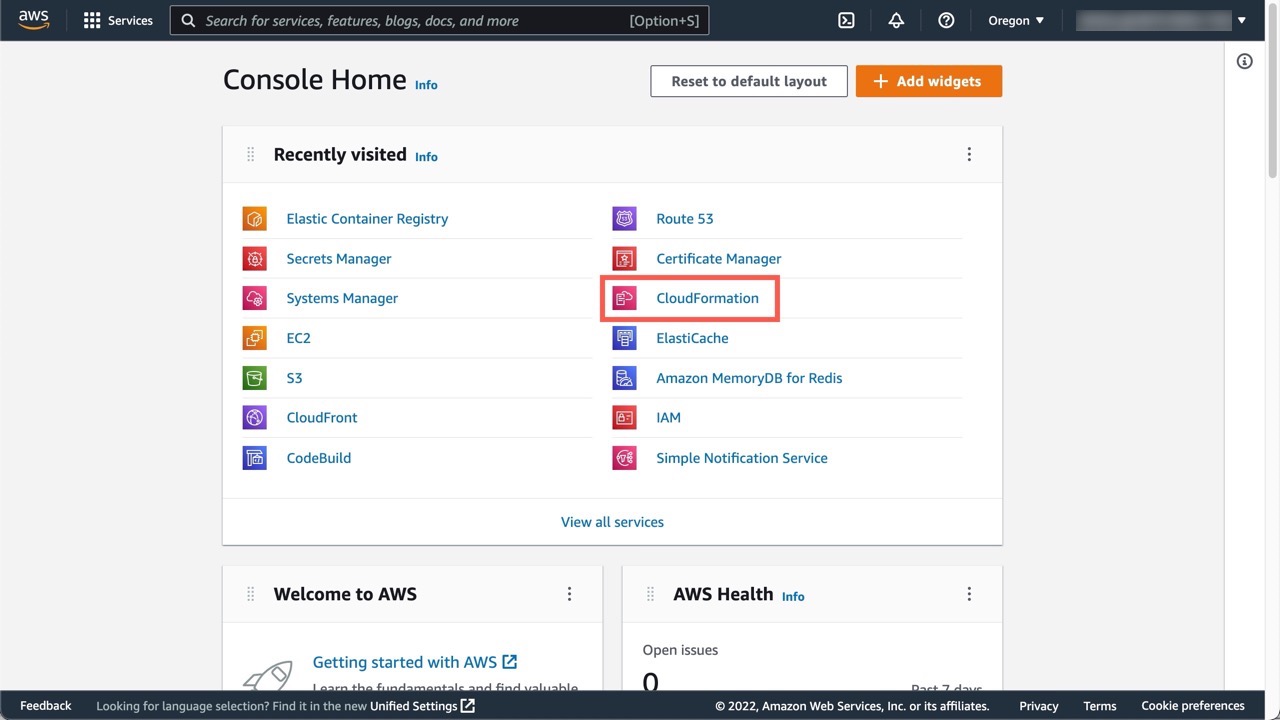 aws Services Search for services, features, blogs, docs, and more [Option+S] Oregon
Console Home Info Reset to default layout Add widgets
Recently visited Info
Elastic Container Registry Route 53
Secrets Manager Certificate Manager
Systems Manager CloudFormation
EC2 ElastiCache
S3 Amazon MemoryDB for Redis
CloudFront IAM
CodeBuild Simple Notification Service
View all services
Welcome to AWS AWS Health Info
Open issues
Getting started with AWS
0
Learn the fundamentals and find valuable Past 7 days
Feedback Looking for language selection? Find it in the new Unified Settings © 2022, Amazon Web Services, Inc. or its affiliates. Privacy Terms Cookie preferences